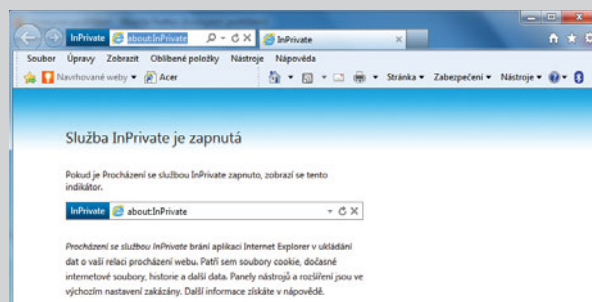 InPrivate about:InPrivate InPrivate
Soubor Úpravy Zobrazit Oblíbené položky Nástroje Nápověda
Navrhované weby Acer Stránka Zabezpečení Nástroje
Služba InPrivate je zapnutá
Pokud je Procházení se službou InPrivate zapnuto, zobrazí se tento
indikátor.
InPrivate about:InPrivate
Procházení se službou InPrivate brání aplikaci Internet Explorer v ukládání
dat o vaší relaci procházení webu. Patří sem soubory cookie, dočasné
internetové soubory, historie a další data. Panely nástrojů a rozšíření jsou ve
výchozím nastavení zakázány. Další informace získáte v nápovědě.